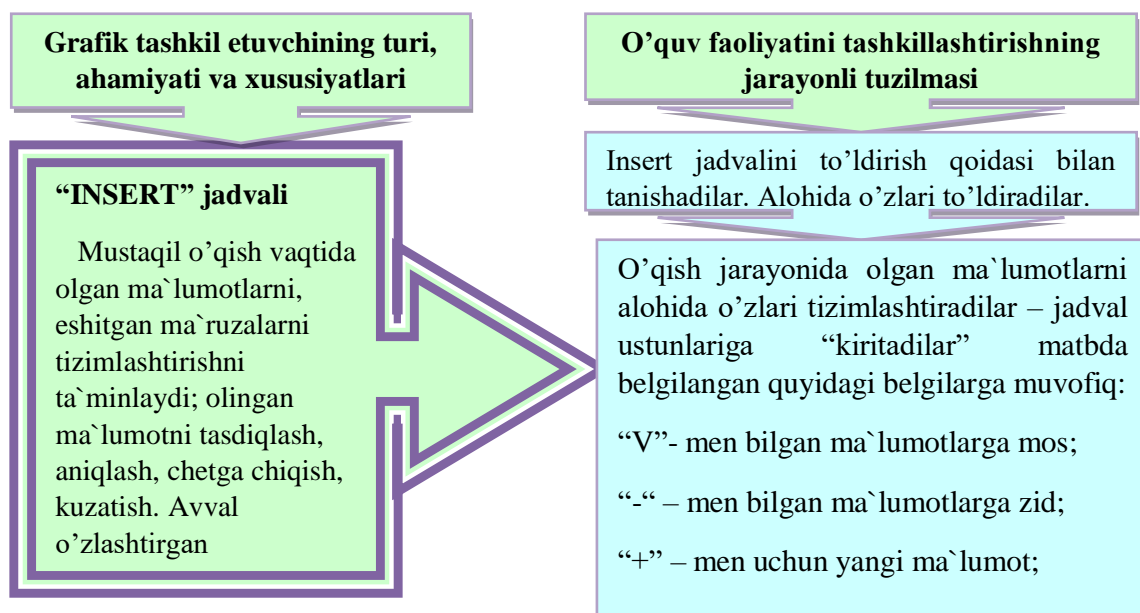 Grafik tashkil etuvchining turi,
ahamiyati va xususiyatlari
“INSERT” jadvali
Mustaqil o’qish vaqtida
olgan ma`lumotlarni,
eshitgan ma`ruzalarni
tizimlashtirishni
ta`minlaydi; olingan
ma`lumotni tasdiqlash,
aniqlash, chetga chiqish,
kuzatish. Avval
o’zlashtirgan
O’quv faoliyatini tashkillashtirishning
jarayonli tuzilmasi
Insert jadvalini to’ldirish qoidasi bilan
tanishadilar. Alohida o’zlari to’ldiradilar.
O’qish jarayonida olgan ma`lumotlarni
alohida o’zlari tizimlashtiradilar – jadval
ustunlariga “kiritadilar” matbda
belgilangan quyidagi belgilarga muvofiq:
“V”- men bilgan ma`lumotlarga mos;
“-“ – men bilgan ma`lumotlarga zid;
“+” – men uchun yangi ma`lumot;